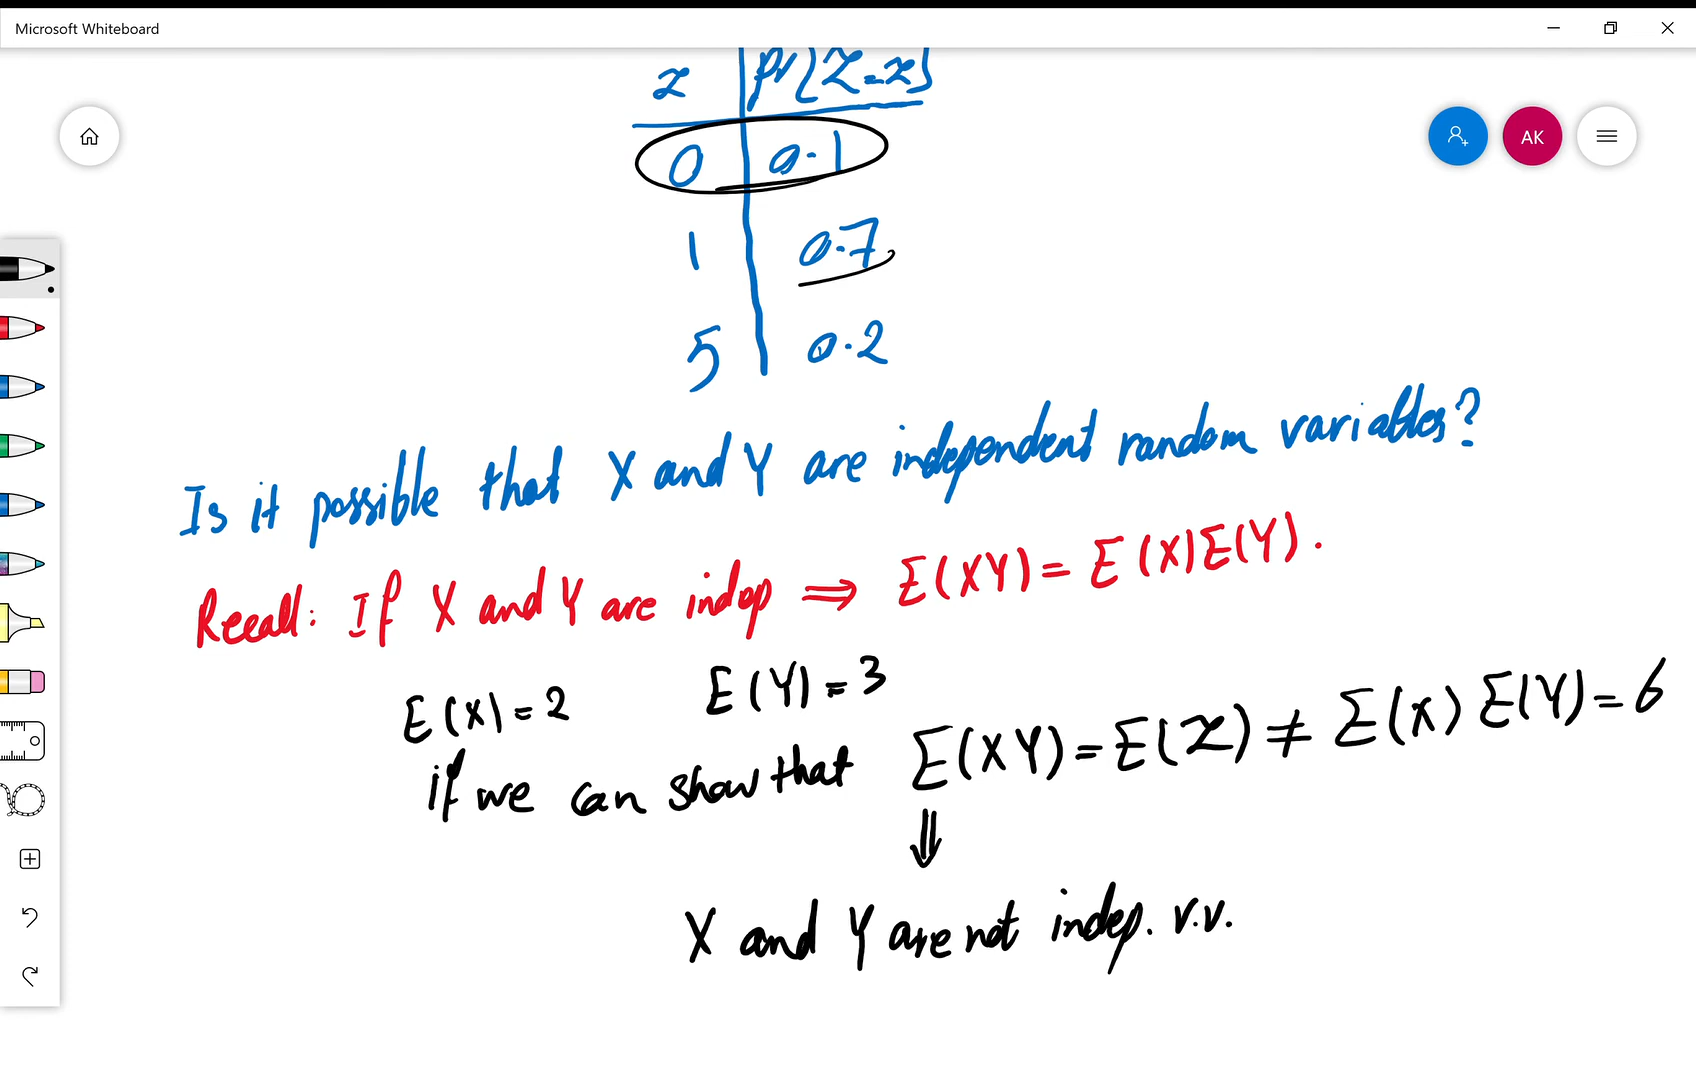 Microsoft Whiteboard
z pr[Z=z]
AK
0 0.1
1 0.7
5 0.2
Is it possible that X and Y are independent random variables?
Recall: If X and Y are indep ⇒ E(XY) = E(X)E(Y).
E(X) = 2 E(Y) = 3
if we can show that E(XY) = E(Z) ≠ E(X) E(Y) = 6
⇓
X and Y are not indep. r.v.